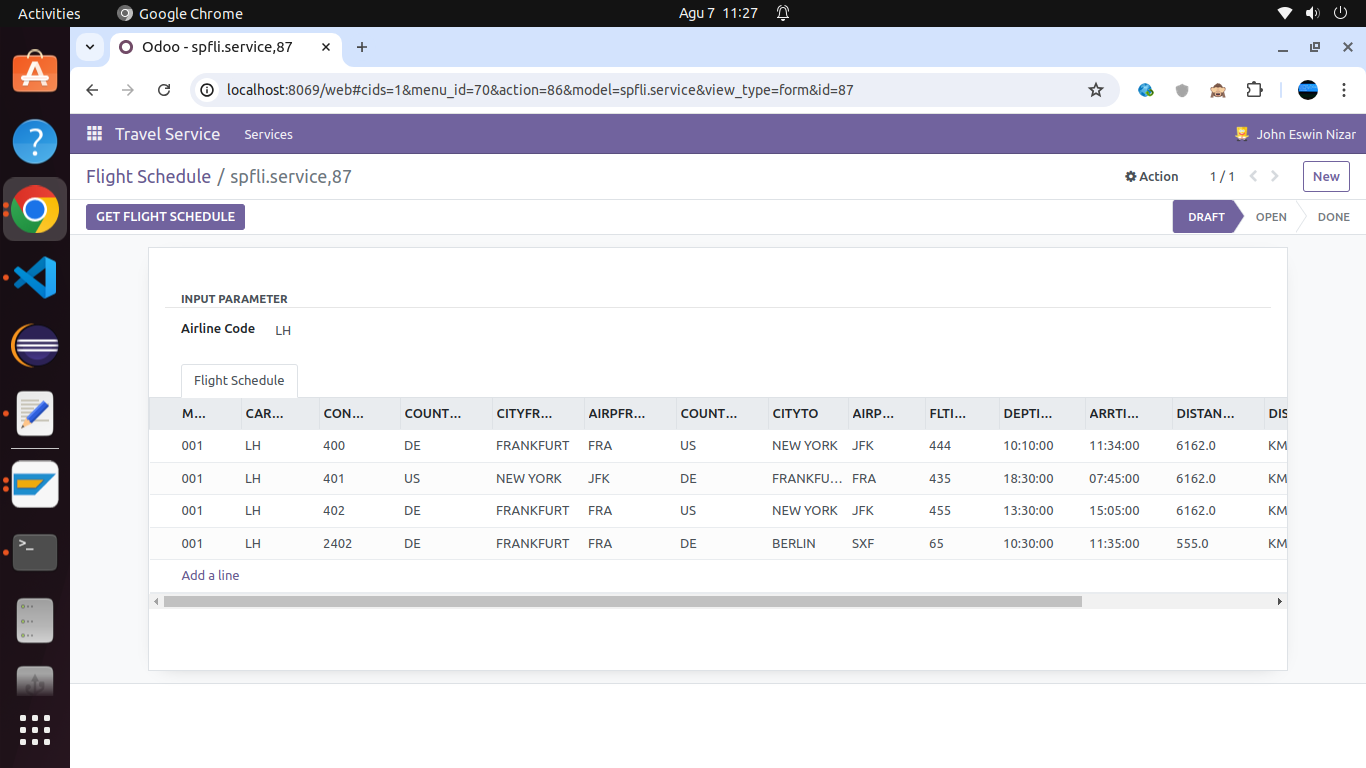 Activities Google Chrome Agu 7 11:27
Odoo - spfli.service,87
localhost:8069/web#cids=1&menu_id=70&action=86&model=spfli.service&view_type=form&id=87
Travel Service Services John Eswin Nizar
Flight Schedule / spfli.service,87 Action 1 / 1 New
GET FLIGHT SCHEDULE DRAFT OPEN DONE
INPUT PARAMETER
Airline Code LH
Flight Schedule
M... CAR... CON... COUNT... CITYFR... AIRPFR... COUNT... CITYTO AIRP... FLTI... DEPTI... ARRTI... DISTAN... DIS
001 LH 400 DE FRANKFURT FRA US NEW YORK JFK 444 10:10:00 11:34:00 6162.0 KM
001 LH 401 US NEW YORK JFK DE FRANKFU... FRA 435 18:30:00 07:45:00 6162.0 KM
001 LH 402 DE FRANKFURT FRA US NEW YORK JFK 455 13:30:00 15:05:00 6162.0 KM
001 LH 2402 DE FRANKFURT FRA DE BERLIN SXF 65 10:30:00 11:35:00 555.0 KM
Add a line